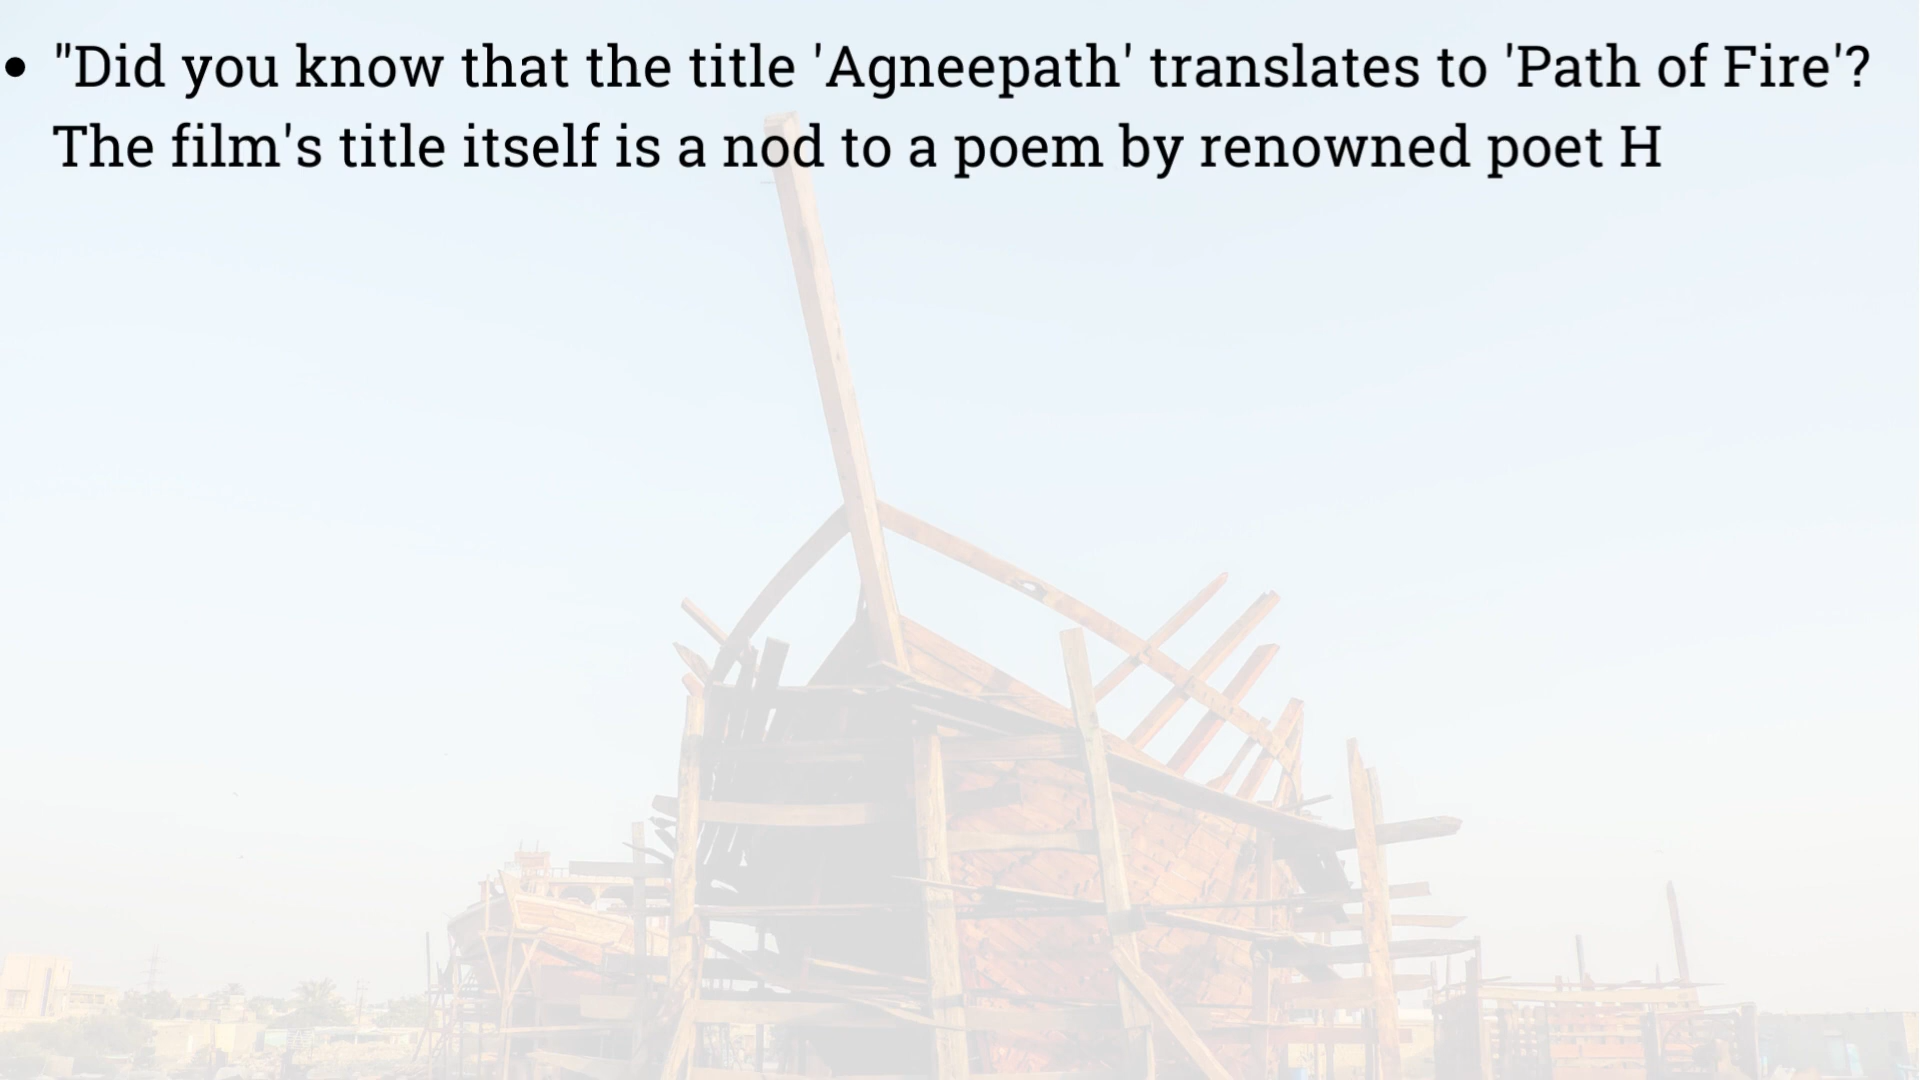 • "Did you know that the title 'Agneepath' translates to 'Path of Fire'?
The film's title itself is a nod to a poem by renowned poet H